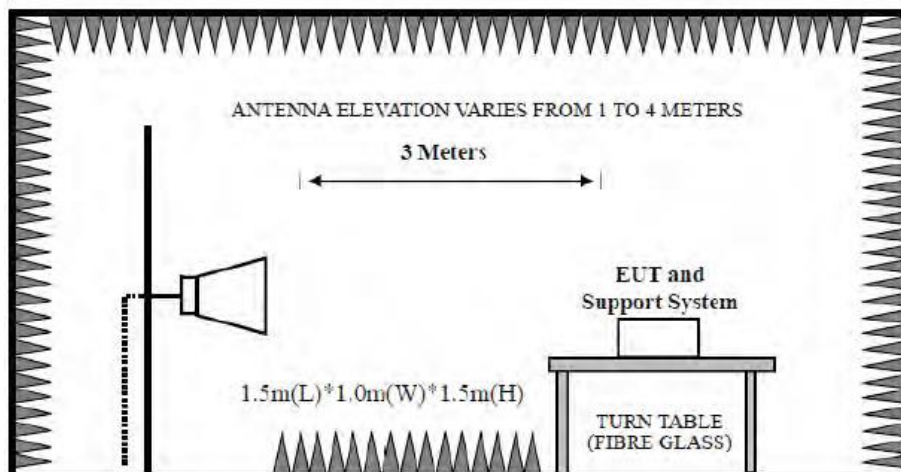 ANTENNA ELEVATION VARIES FROM 1 TO 4 METERS
3 Meters
EUT and
Support System
1.5m(L)*1.0m(W)*1.5m(H)
TURN TABLE
(FIBRE GLASS)